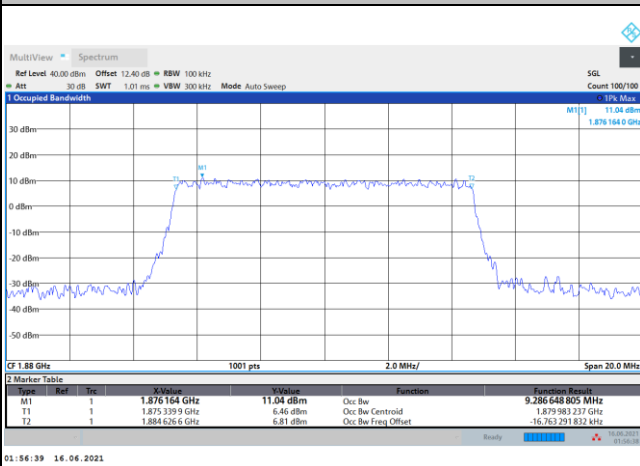 MultiView Spectrum
Ref Level 40.00 dBm Offset 12.40 dB RBW 100 kHz SGL
Att 30 dB SWT 1.01 ms VBW 300 kHz Mode Auto Sweep Count 100/100
1 Occupied Bandwidth 1Pk Max
M1[1] 11.04 dBm
1.876 164 0 GHz
30 dBm
20 dBm
M1
T1 T2
10 dBm
0 dBm
-10 dBm
-20 dBm
-30 dBm
-40 dBm
-50 dBm
CF 1.88 GHz 1001 pts 2.0 MHz/ Span 20.0 MHz
2 Marker Table
Type Ref Trc X-Value Y-Value Function Function Result
M1 1 1.876 164 GHz 11.04 dBm Occ Bw 9.286 648 805 MHz
T1 1 1.875 339 9 GHz 6.46 dBm Occ Bw Centroid 1.879 983 237 GHz
T2 1 1.884 626 6 GHz 6.81 dBm Occ Bw Freq Offset -16.763 291 832 kHz
Ready 16.06.2021
01:56:38
01:56:39 16.06.2021